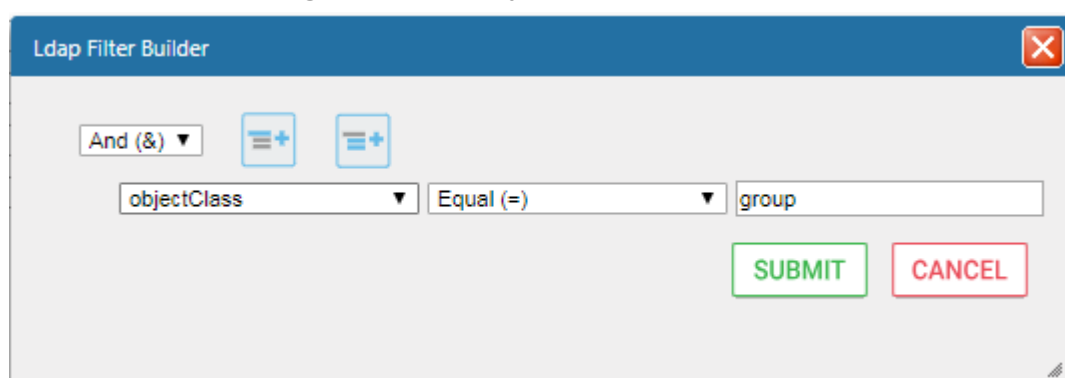 Ldap Filter Builder
And (&)
objectClass Equal (=) group
SUBMIT CANCEL